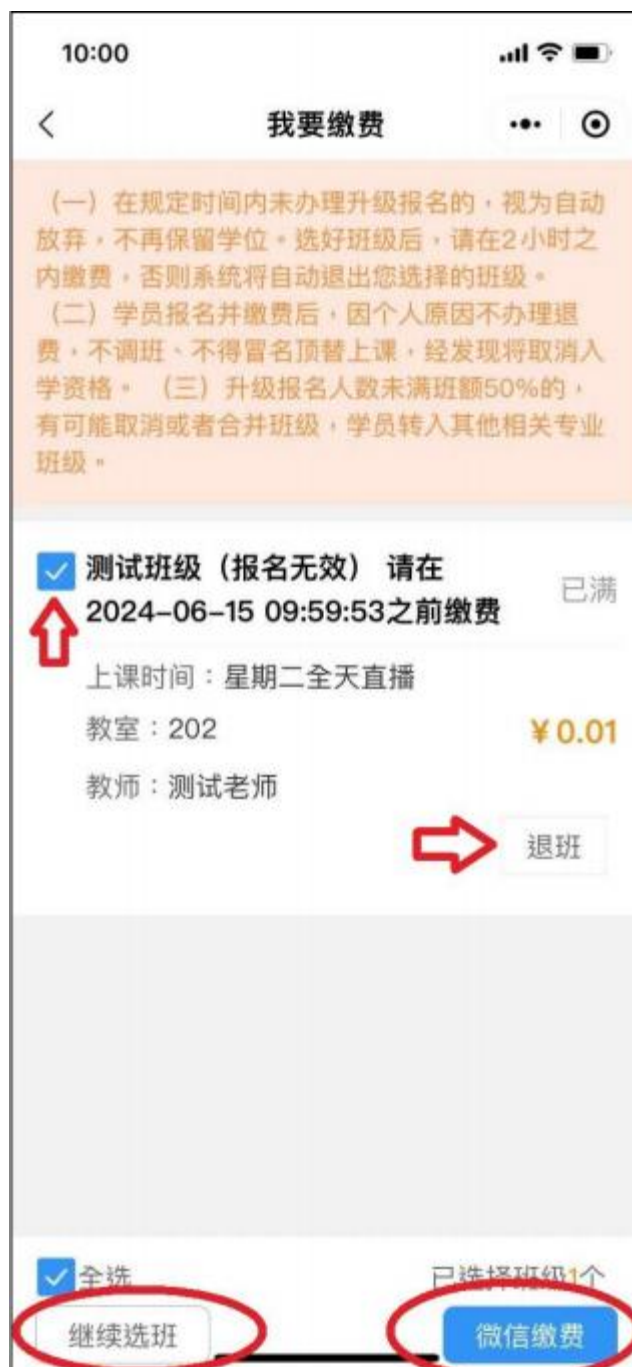 10:00
我要缴费
（一）在规定时间内未办理升级报名的，视为自动
放弃，不再保留学位。选好班级后，请在2小时之
内缴费，否则系统将自动退出您选择的班级。
（二）学员报名并缴费后，因个人原因不办理退
费，不调班、不得冒名顶替上课，经发现将取消入
学资格。 （三）升级报名人数未满班额50%的，
有可能取消或者合并班级，学员转入其他相关专业
班级。
测试班级（报名无效） 请在
2024-06-15 09:59:53之前缴费
已满
上课时间：星期二全天直播
教室：202
¥0.01
教师：测试老师
退班
全选
已选择班级1个
继续选班
微信缴费